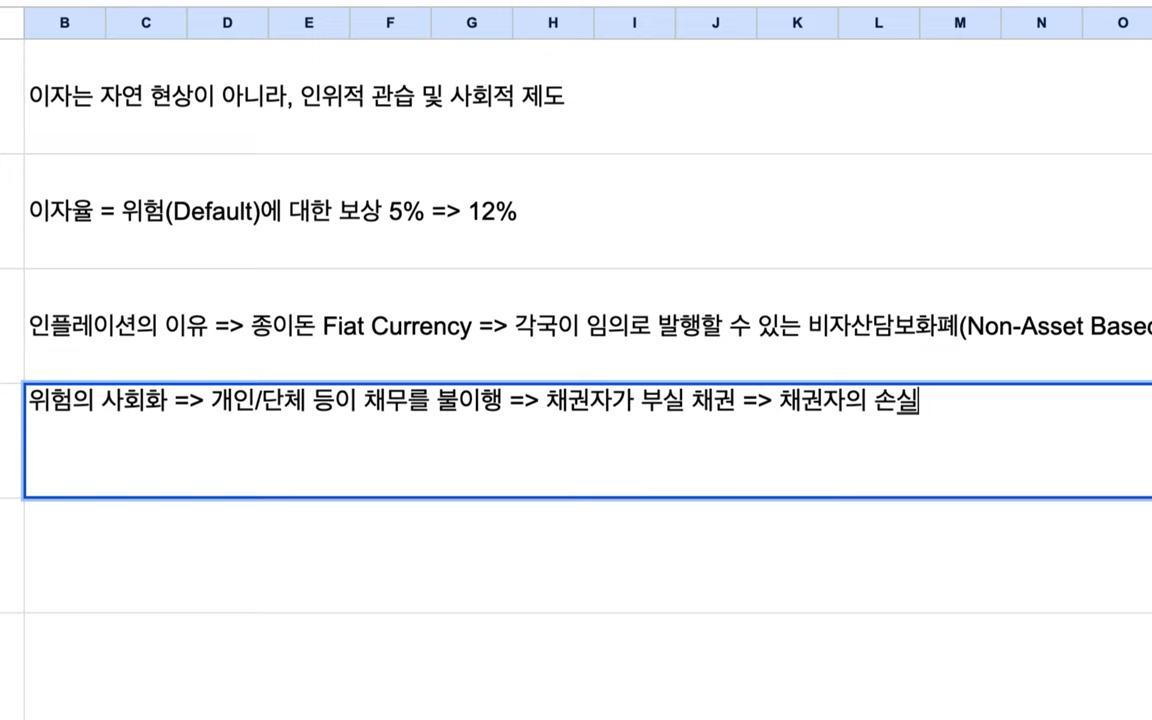 B C D E F G H I J K L M N O
이자는 자연 현상이 아니라, 인위적 관습 및 사회적 제도
이자율 = 위험(Default)에 대한 보상 5% => 12%
인플레이션의 이유 => 종이돈 Fiat Currency => 각국이 임의로 발행할 수 있는 비자산담보화폐(Non-Asset Based
위험의 사회화 => 개인/단체 등이 채무를 불이행 => 채권자가 부실 채권 => 채권자의 손실